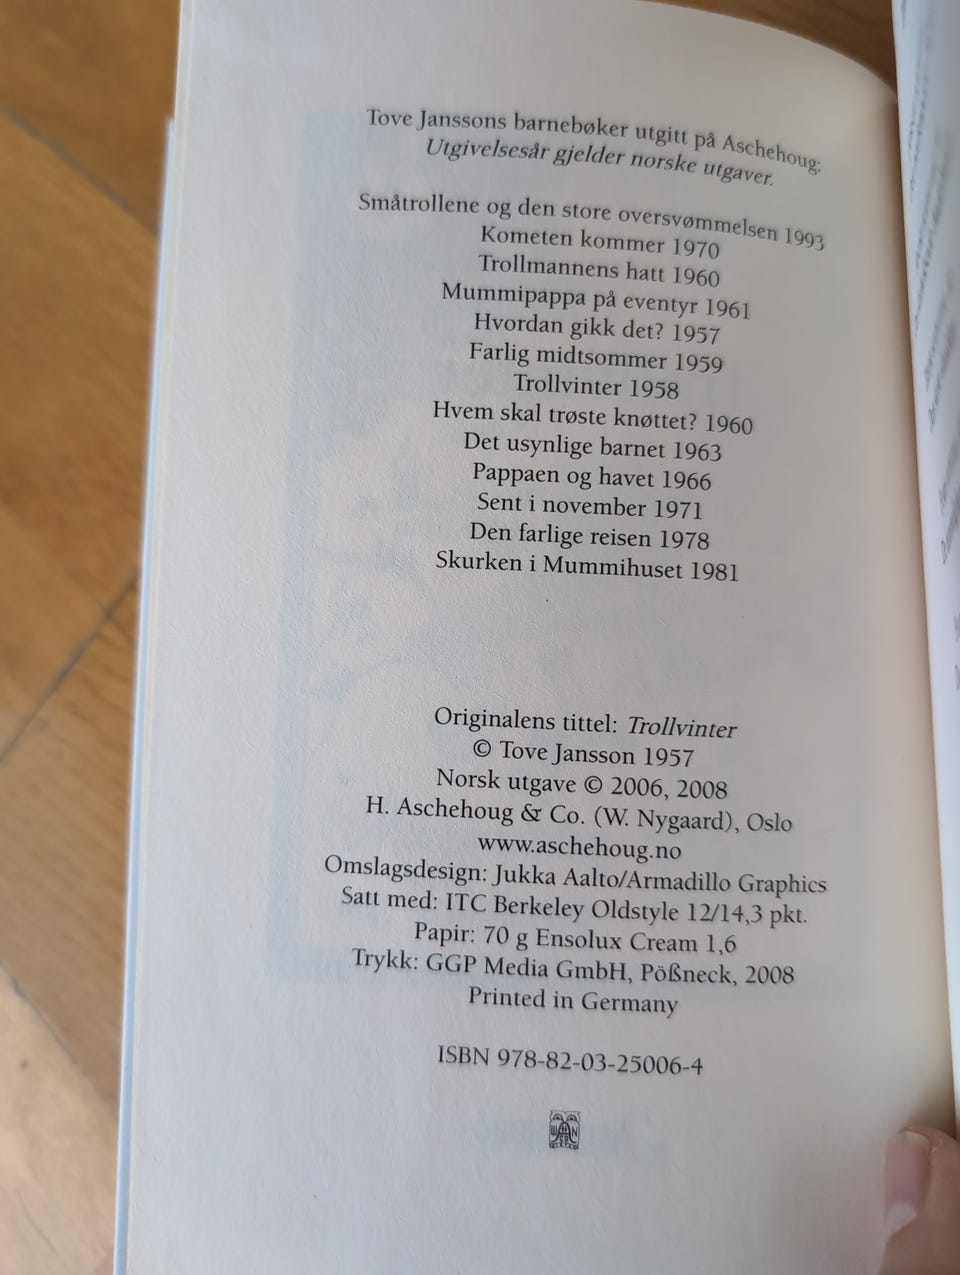 Tove Janssons barnebøker utgitt på Aschehoug:
Utgivelsesår gjelder norske utgaver.
Småtrollene og den store oversvømmelsen 1993
Kometen kommer 1970
Trollmannens hatt 1960
Mummipappa på eventyr 1961
Hvordan gikk det? 1957
Farlig midtsommer 1959
Trollvinter 1958
Hvem skal trøste knøttet? 1960
Det usynlige barnet 1963
Pappaen og havet 1966
Sent i november 1971
Den farlige reisen 1978
Skurken i Mummihuset 1981
Originalens tittel: Trollvinter
© Tove Jansson 1957
Norsk utgave © 2006, 2008
H. Aschehoug & Co. (W. Nygaard), Oslo
www.aschehoug.no
Omslagsdesign: Jukka Aalto/Armadillo Graphics
Satt med: ITC Berkeley Oldstyle 12/14,3 pkt.
Papir: 70 g Ensolux Cream 1,6
Trykk: GGP Media GmbH, Pößneck, 2008
Printed in Germany
ISBN 978-82-03-25006-4